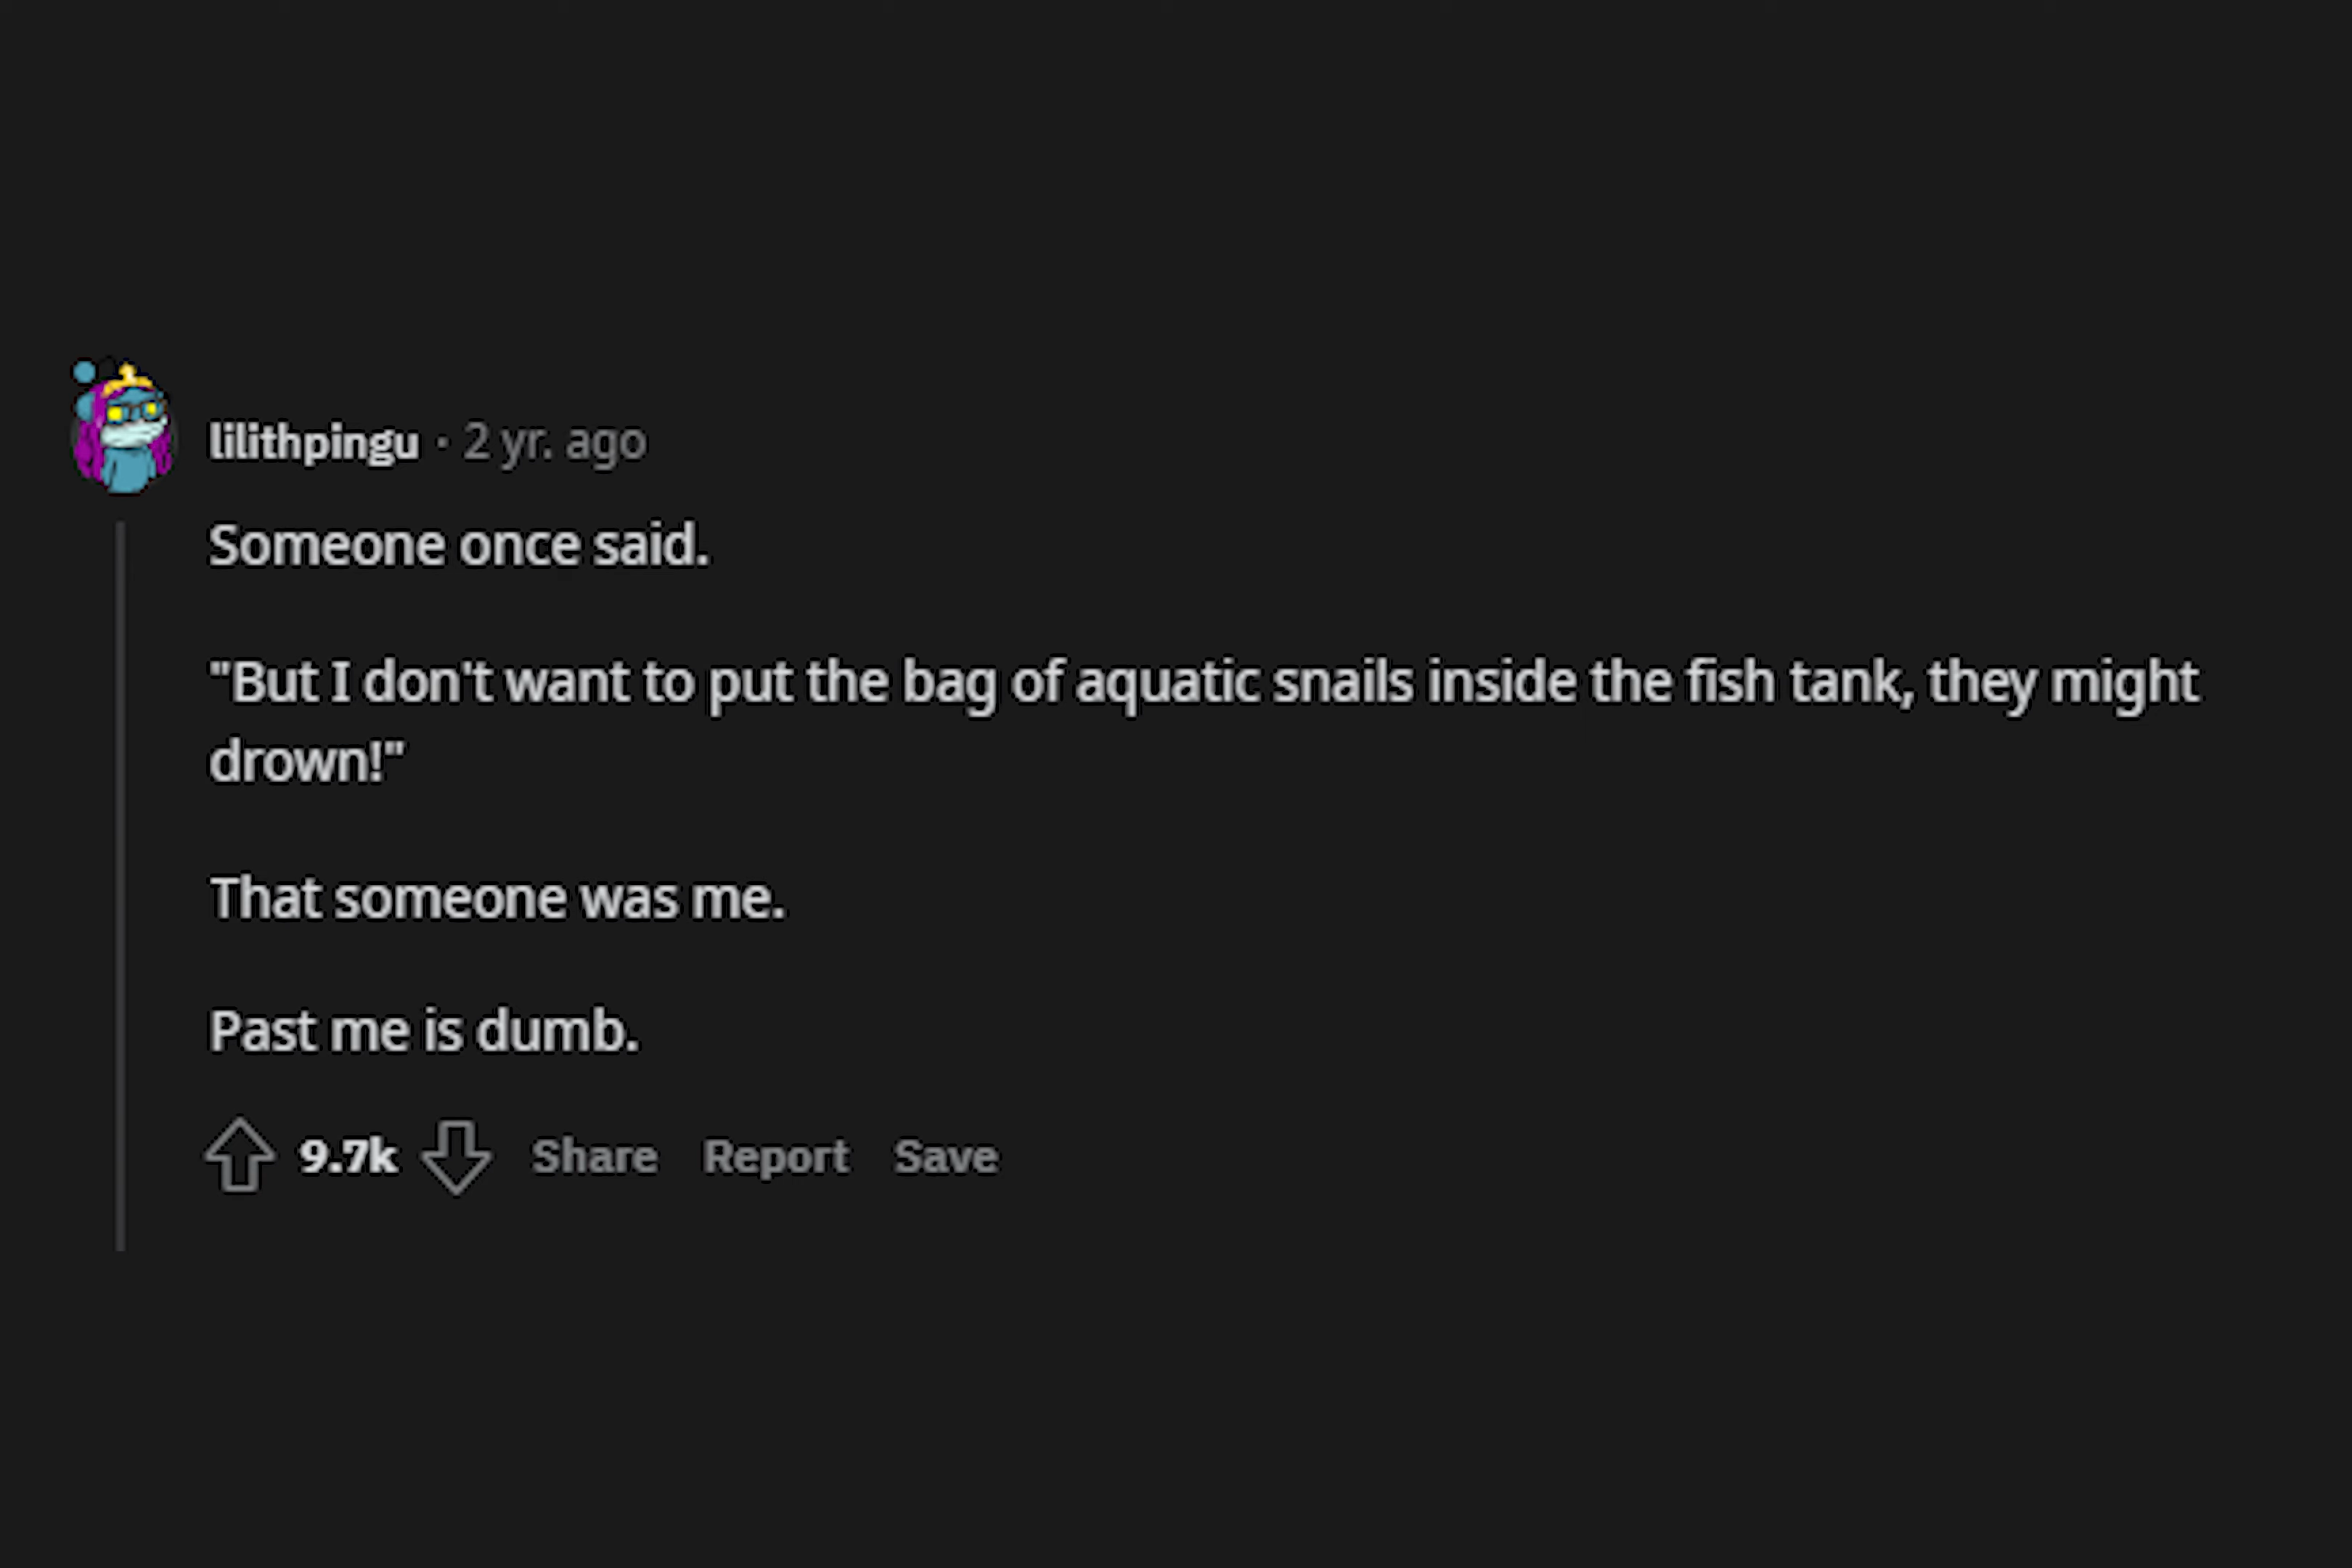 lilithpingu · 2 yr. ago
Someone once said.
"But I don't want to put the bag of aquatic snails inside the fish tank, they might
drown!"
That someone was me.
Past me is dumb.
9.7k Share Report Save